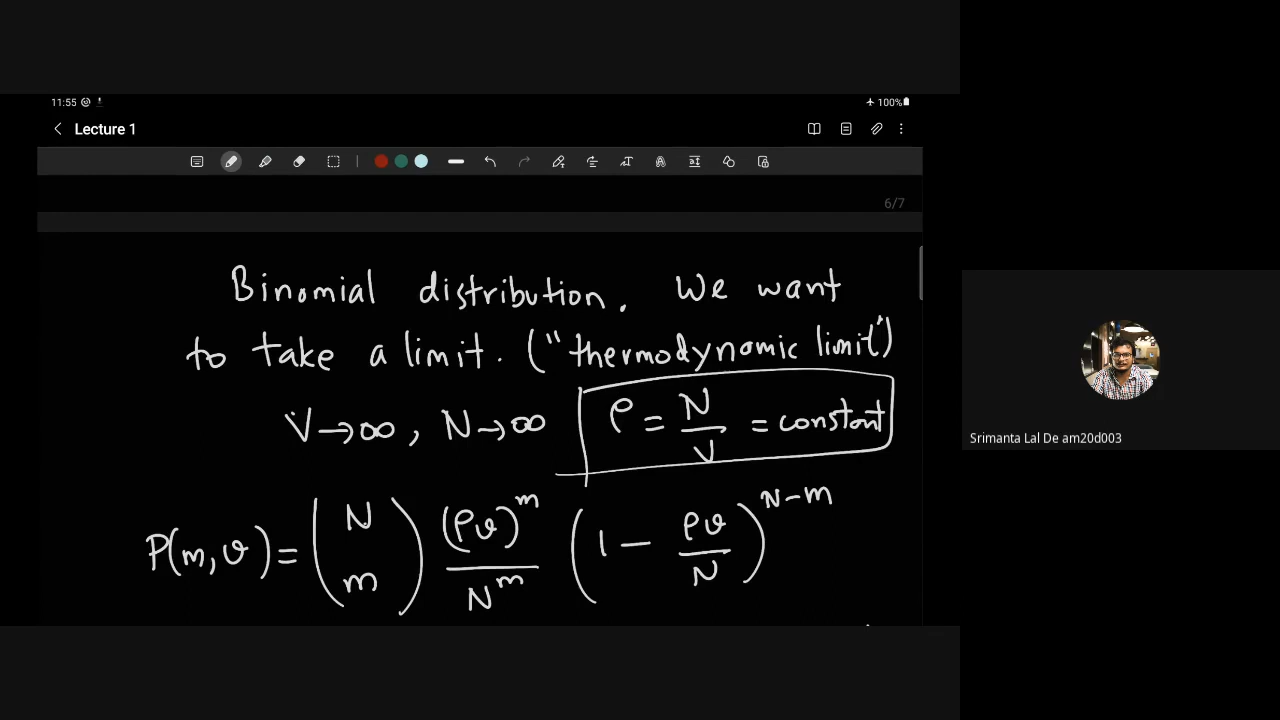 11:55
100%
Lecture 1
6/7
Binomial distribution. We want
to take a limit. ("thermodynamic limit")
V→∞, N→∞ ρ = N/V = constant
P(m, v) = (N m) (ρv)^m / N^m (1 - ρv/N)^(N-m)
Srimanta Lal De am20d003